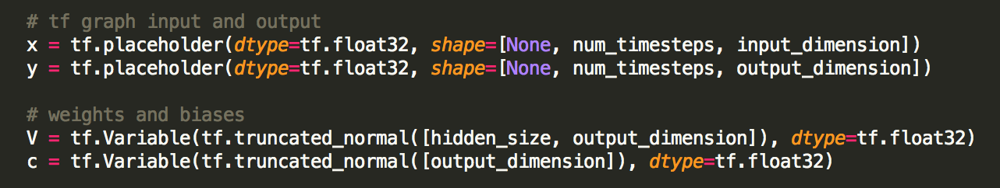 # tf graph input and output
x = tf.placeholder(dtype=tf.float32, shape=[None, num_timesteps, input_dimension])
y = tf.placeholder(dtype=tf.float32, shape=[None, num_timesteps, output_dimension])
# weights and biases
V = tf.Variable(tf.truncated_normal([hidden_size, output_dimension]), dtype=tf.float32)
c = tf.Variable(tf.truncated_normal([output_dimension]), dtype=tf.float32)